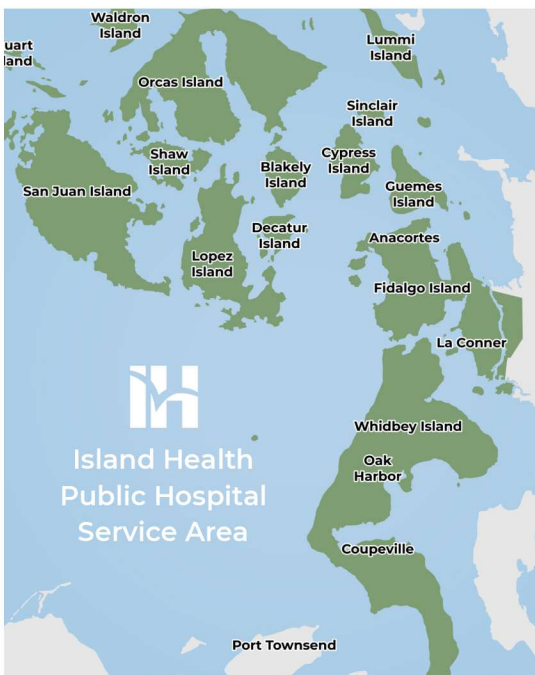 Waldron
Island
uart
land
Lummi
Island
Orcas Island
Sinclair
Island
Shaw
Island
Cypress
Island
Blakely
Island
San Juan Island
Guemes
Island
Decatur
Island
Anacortes
Lopez
Island
Fidalgo Island
La Conner
IH
Island Health
Public Hospital
Service Area
Whidbey Island
Oak
Harbor
Coupeville
Port Townsend